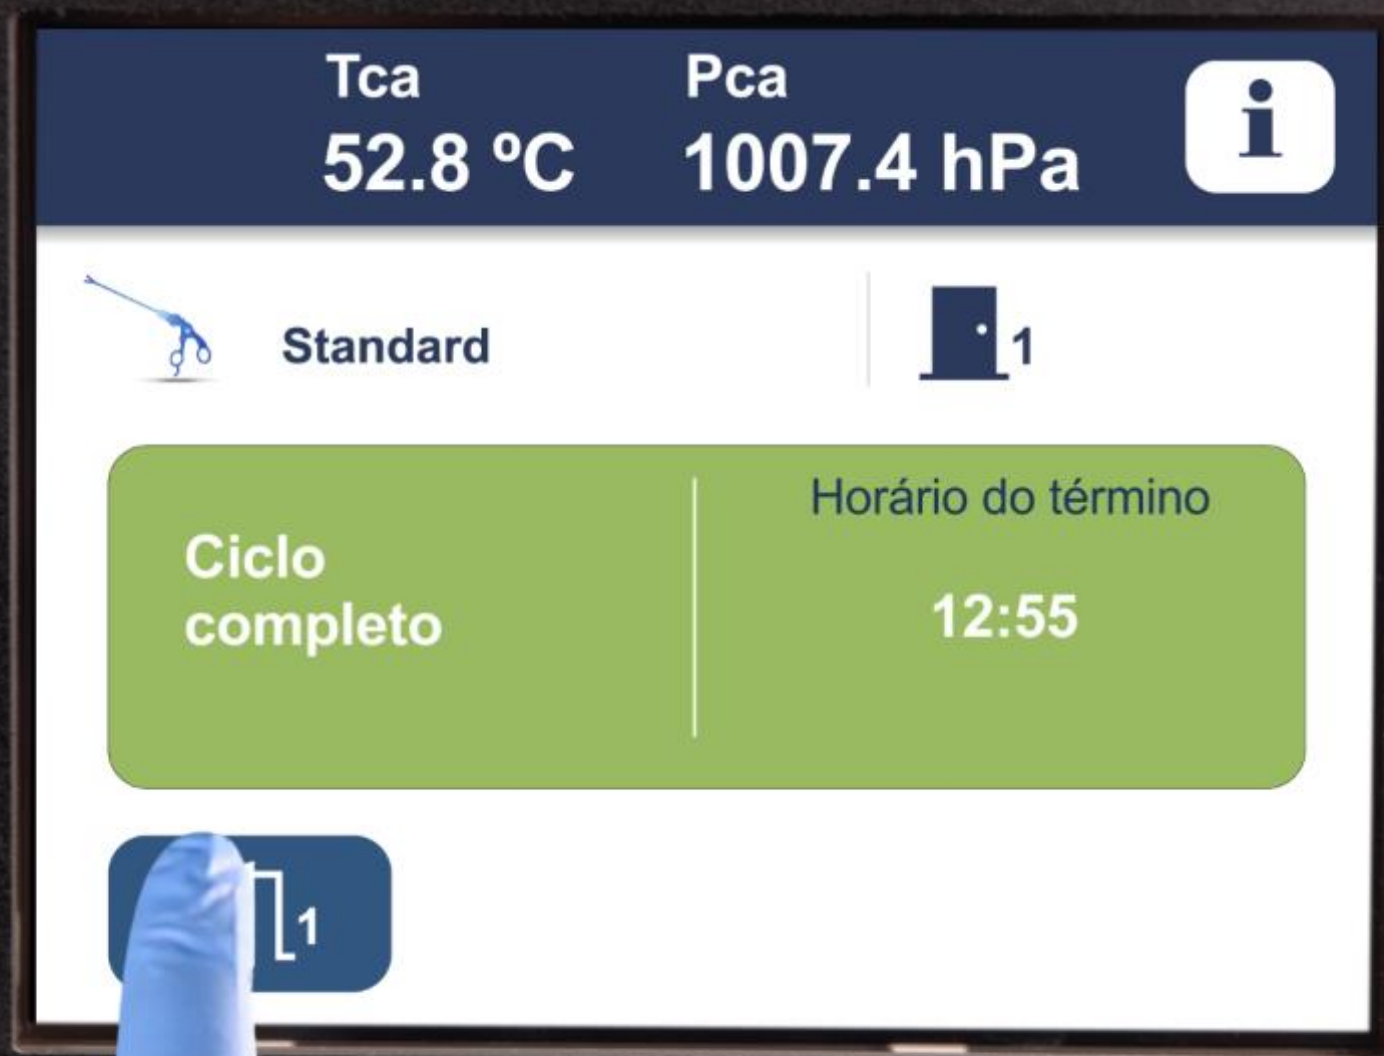 Tca
Pca
52.8 ºC
1007.4 hPa
i
Standard
1
Ciclo
completo
Horário do término
12:55
1